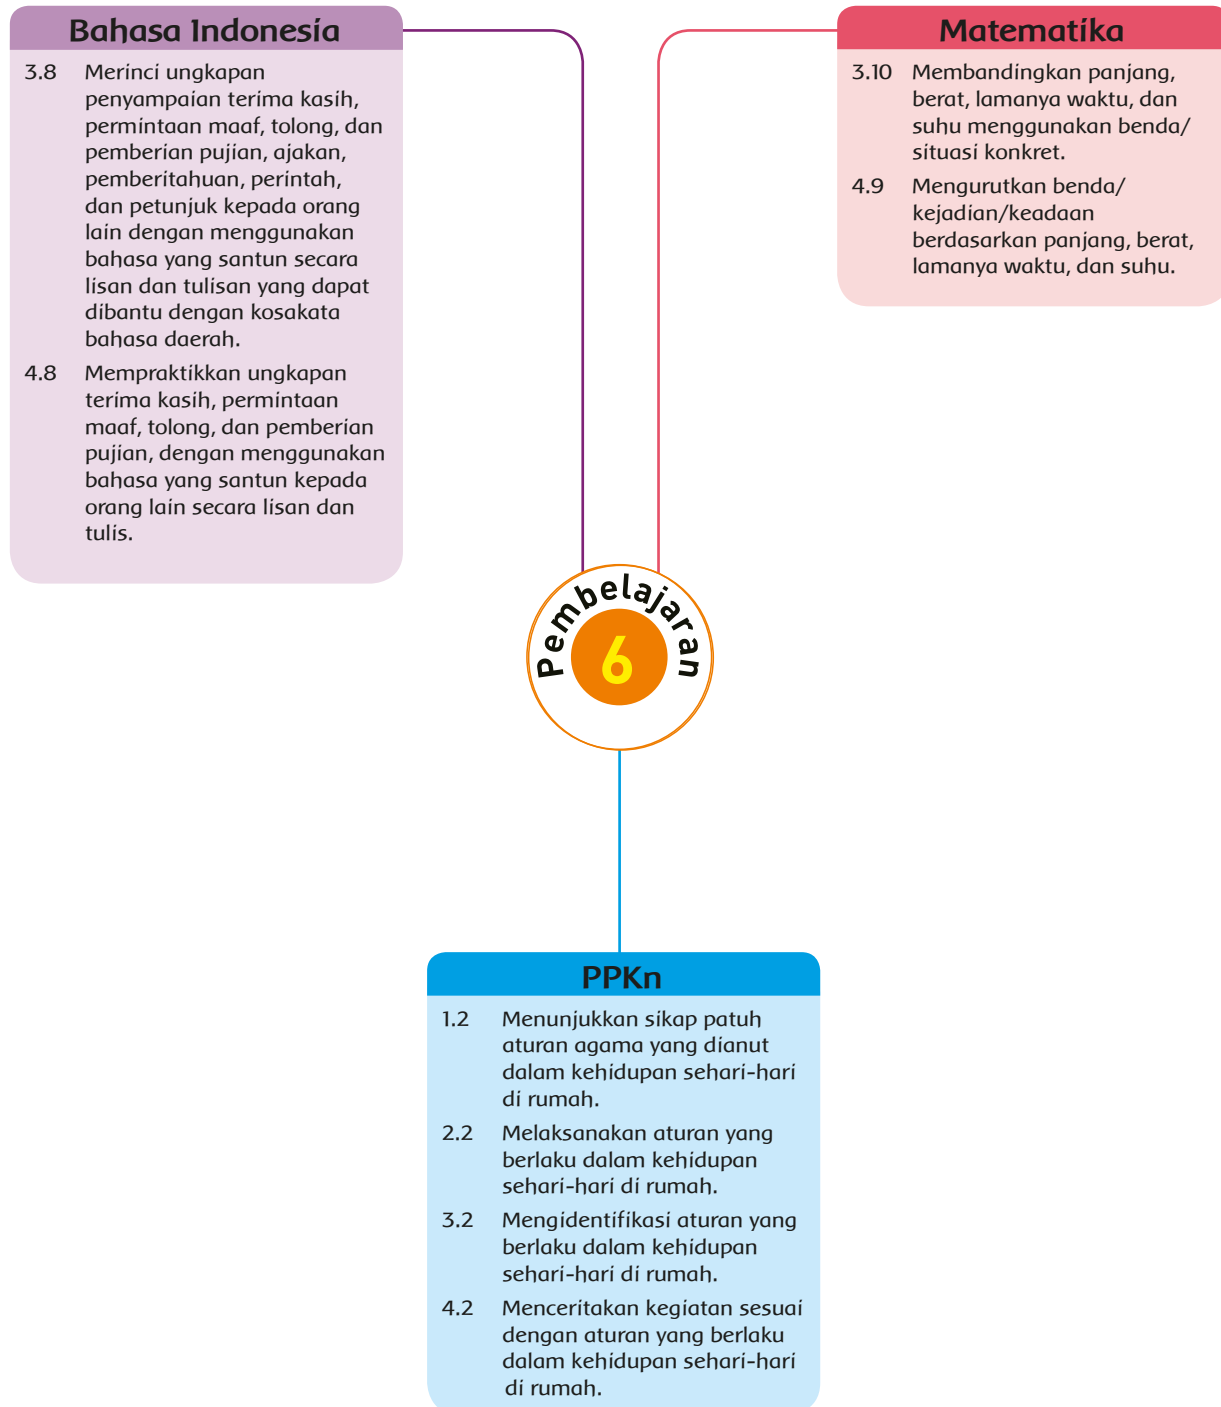 Bahasa Indonesia
3.8 Merinci ungkapan
penyampaian terima kasih,
permintaan maaf, tolong, dan
pemberian pujian, ajakan,
pemberitahuan, perintah,
dan petunjuk kepada orang
lain dengan menggunakan
bahasa yang santun secara
lisan dan tulisan yang dapat
dibantu dengan kosakata
bahasa daerah.
4.8 Mempraktikkan ungkapan
terima kasih, permintaan
maaf, tolong, dan pemberian
pujian, dengan menggunakan
bahasa yang santun kepada
orang lain secara lisan dan
tulis.
Matematika
3.10 Membandingkan panjang,
berat, lamanya waktu, dan
suhu menggunakan benda/
situasi konkret.
4.9 Mengurutkan benda/
kejadian/keadaan
berdasarkan panjang, berat,
lamanya waktu, dan suhu.
Pembelajaran
6
PPKn
1.2 Menunjukkan sikap patuh
aturan agama yang dianut
dalam kehidupan sehari-hari
di rumah.
2.2 Melaksanakan aturan yang
berlaku dalam kehidupan
sehari-hari di rumah.
3.2 Mengidentifikasi aturan yang
berlaku dalam kehidupan
sehari-hari di rumah.
4.2 Menceritakan kegiatan sesuai
dengan aturan yang berlaku
dalam kehidupan sehari-hari
di rumah.